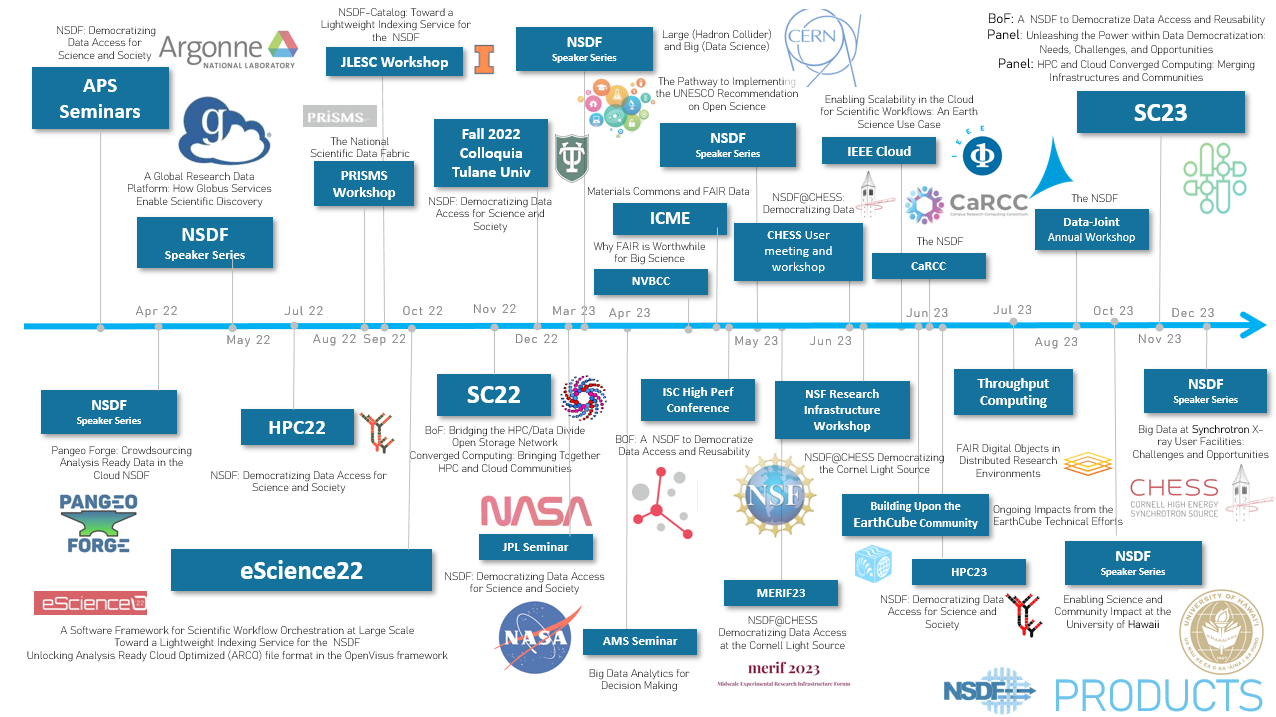 NSDF: Democratizing
Data Access for
Science and Society
Argonne
NATIONAL LABORATORY
APS
Seminars
g
A Global Research Data
Platform: How Globus Services
Enable Scientific Discovery
NSDF
Speaker Series
NSDF-Catalog: Toward a
Lightweight Indexing Service for
the NSDF
JLESC Workshop
I
PRISMS
The National
Scientific Data Fabric
PRISMS
Workshop
Fall 2022
Colloquia
Tulane Univ
NSDF: Democratizing Data
Access for Science and
Society
NSDF
Speaker Series
Large (Hadron Collider)
and Big (Data Science)
CERN
The Pathway to Implementing
the UNESCO Recommendation
on Open Science
NSDF
Speaker Series
Materials Commons and FAIR Data
ICME
Why FAIR is Worthwhile
for Big Science
NVBCC
NSDF@CHESS:
Democratizing Data
CHESS User
meeting and
workshop
Enabling Scalability in the Cloud
for Scientific Workflows: An Earth
Science Use Case
IEEE Cloud
IEEE
CaRCC
Campus Research Computing Consortium
The NSDF
CaRCC
The NSDF
Data-Joint
Annual Workshop
BoF: A NSDF to Democratize Data Access and Reusability
Panel: Unleashing the Power within Data Democratization:
Needs, Challenges, and Opportunities
Panel: HPC and Cloud Converged Computing: Merging
Infrastructures and Communities
SC23
Apr 22
May 22
Jul 22
Aug 22
Sep 22
Oct 22
Nov 22
Dec 22
Mar 23
Apr 23
May 23
Jun 23
Jun 23
Jul 23
Aug 23
Oct 23
Nov 23
Dec 23
NSDF
Speaker Series
Pangeo Forge: Crowdsourcing
Analysis Ready Data in the
Cloud NSDF
PANGEO
FORGE
HPC22
NSDF: Democratizing Data Access for
Science and Society
eScience22
eScience22
A Software Framework for Scientific Workflow Orchestration at Large Scale
Toward a Lightweight Indexing Service for the NSDF
Unlocking Analysis Ready Cloud Optimized (ARCO) file format in the OpenVisus framework
SC22
BoF: Bridging the HPC/Data Divide
Open Storage Network
Converged Computing: Bringing Together
HPC and Cloud Communities
NASA
JPL Seminar
NSDF: Democratizing Data Access
for Science and Society
NASA
AMS Seminar
Big Data Analytics for
Decision Making
ISC High Perf
Conference
BOF: A NSDF to Democratize
Data Access and Reusability
NSF
MERIF23
NSDF@CHESS
Democratizing Data Access
at the Cornell Light Source
merif 2023
Midscale Experimental Research Infrastructure Forum
NSF Research
Infrastructure
Workshop
NSDF@CHESS Democratizing
the Cornel Light Source
Building Upon the
EarthCube Community
Ongoing Impacts from the
EarthCube Technical Efforts
HPC23
NSDF: Democratizing Data
Access for Science and
Society
Throughput
Computing
FAIR Digital Objects in
Distributed Research
Environments
NSDF
Speaker Series
Big Data at Synchrotron X-
ray User Facilities:
Challenges and Opportunities
CHESS
CORNELL HIGH ENERGY
SYNCHROTRON SOURCE
NSDF
Speaker Series
Enabling Science and
Community Impact at the
University of Hawaii
UNIVERSITY OF HAWAII
1907
NSDF
PRODUCTS